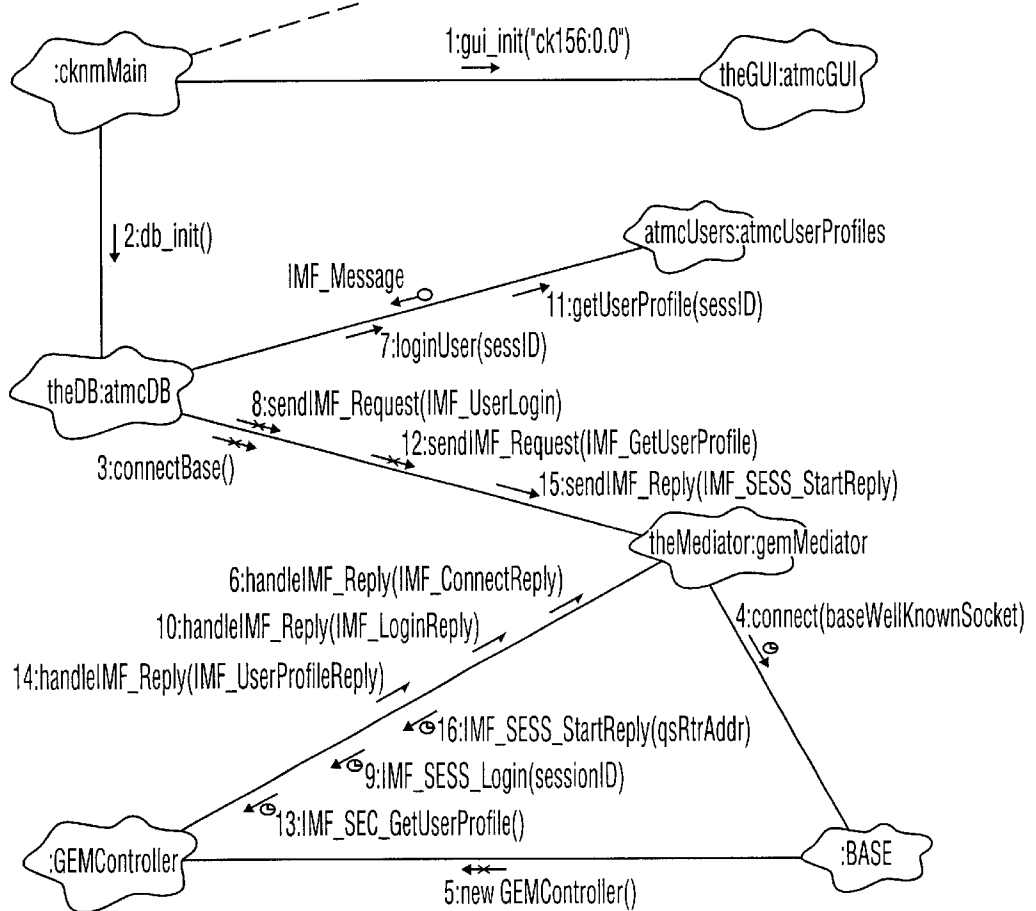 1:gui_init("ck156:0.0")
:cknmMain
theGUI:atmcGUI
2:db_init()
atmcUsers:atmcUserProfiles
IMF_Message
11:getUserProfile(sessID)
7:loginUser(sessID)
theDB:atmcDB
8:sendIMF_Request(IMF_UserLogin)
12:sendIMF_Request(IMF_GetUserProfile)
3:connectBase()
15:sendIMF_Reply(IMF_SESS_StartReply)
theMediator:gemMediator
6:handleIMF_Reply(IMF_ConnectReply)
4:connect(baseWellKnownSocket)
10:handleIMF_Reply(IMF_LoginReply)
14:handleIMF_Reply(IMF_UserProfileReply)
16:IMF_SESS_StartReply(qsRtrAddr)
9:IMF_SESS_Login(sessionID)
13:IMF_SEC_GetUserProfile()
:GEMController
:BASE
5:new GEMController()